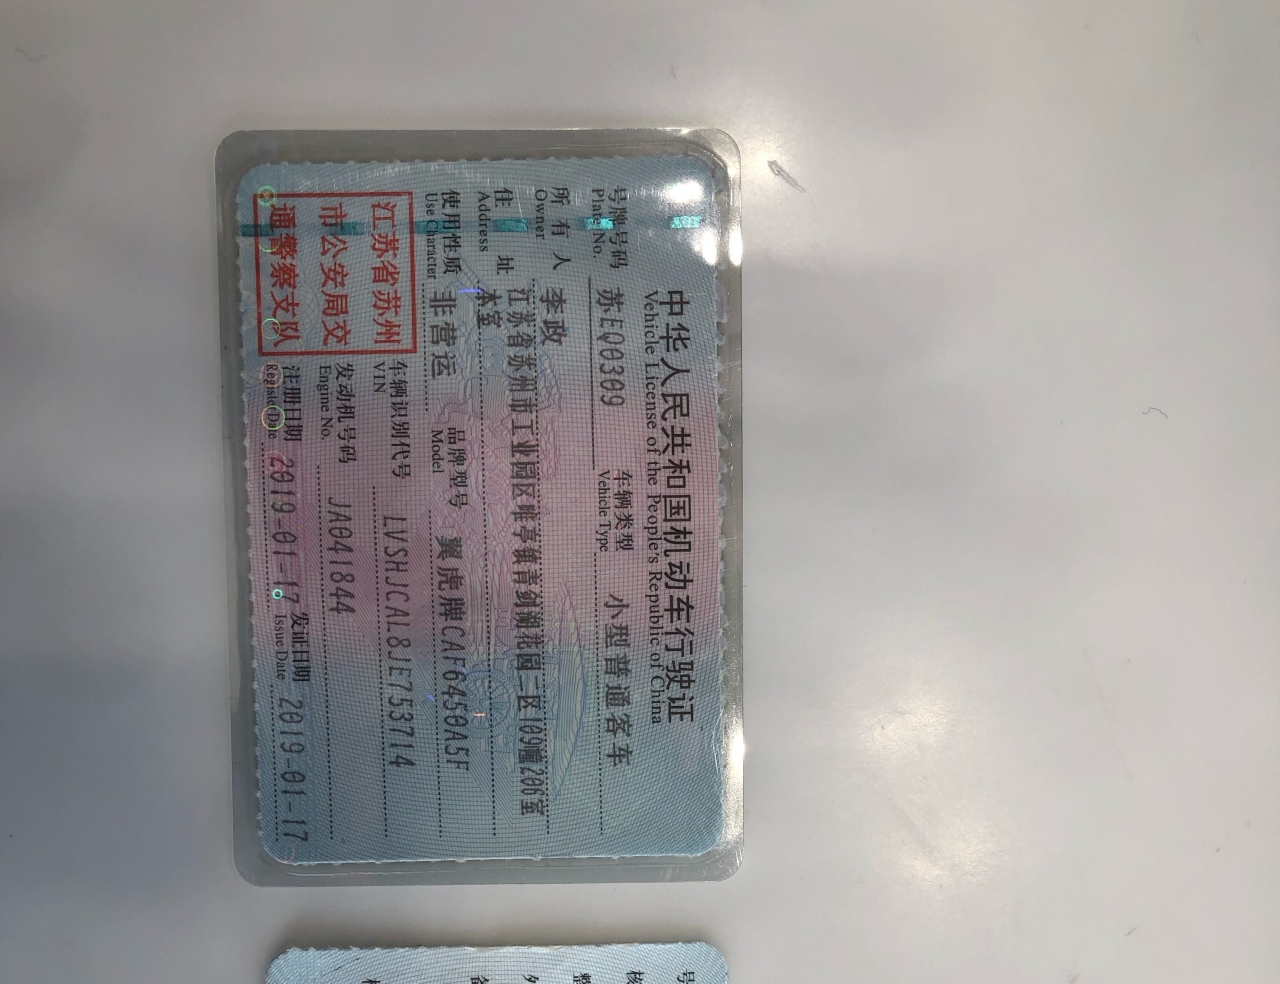 中华人民共和国机动车行驶证
Vehicle License of the People's Republic of China
号牌号码 苏EQ0309 车辆类型 小型普通客车
Plate No. Vehicle Type
所有人 李政
Owner
住址 江苏省苏州市工业园区唯亭镇青剑湖花园二区109幢206室
Address 本室
使用性质 非营运 品牌型号 翼虎牌CAF6450A5F
Use Character Model
江苏省苏州
市公安局交
通警察支队
车辆识别代号 LVSHJCAL8JE753714
VIN
发动机号码 JA041844
Engine No.
注册日期 2019-01-17 发证日期 2019-01-17
Register Date Issue Date
号
核
整
外
备